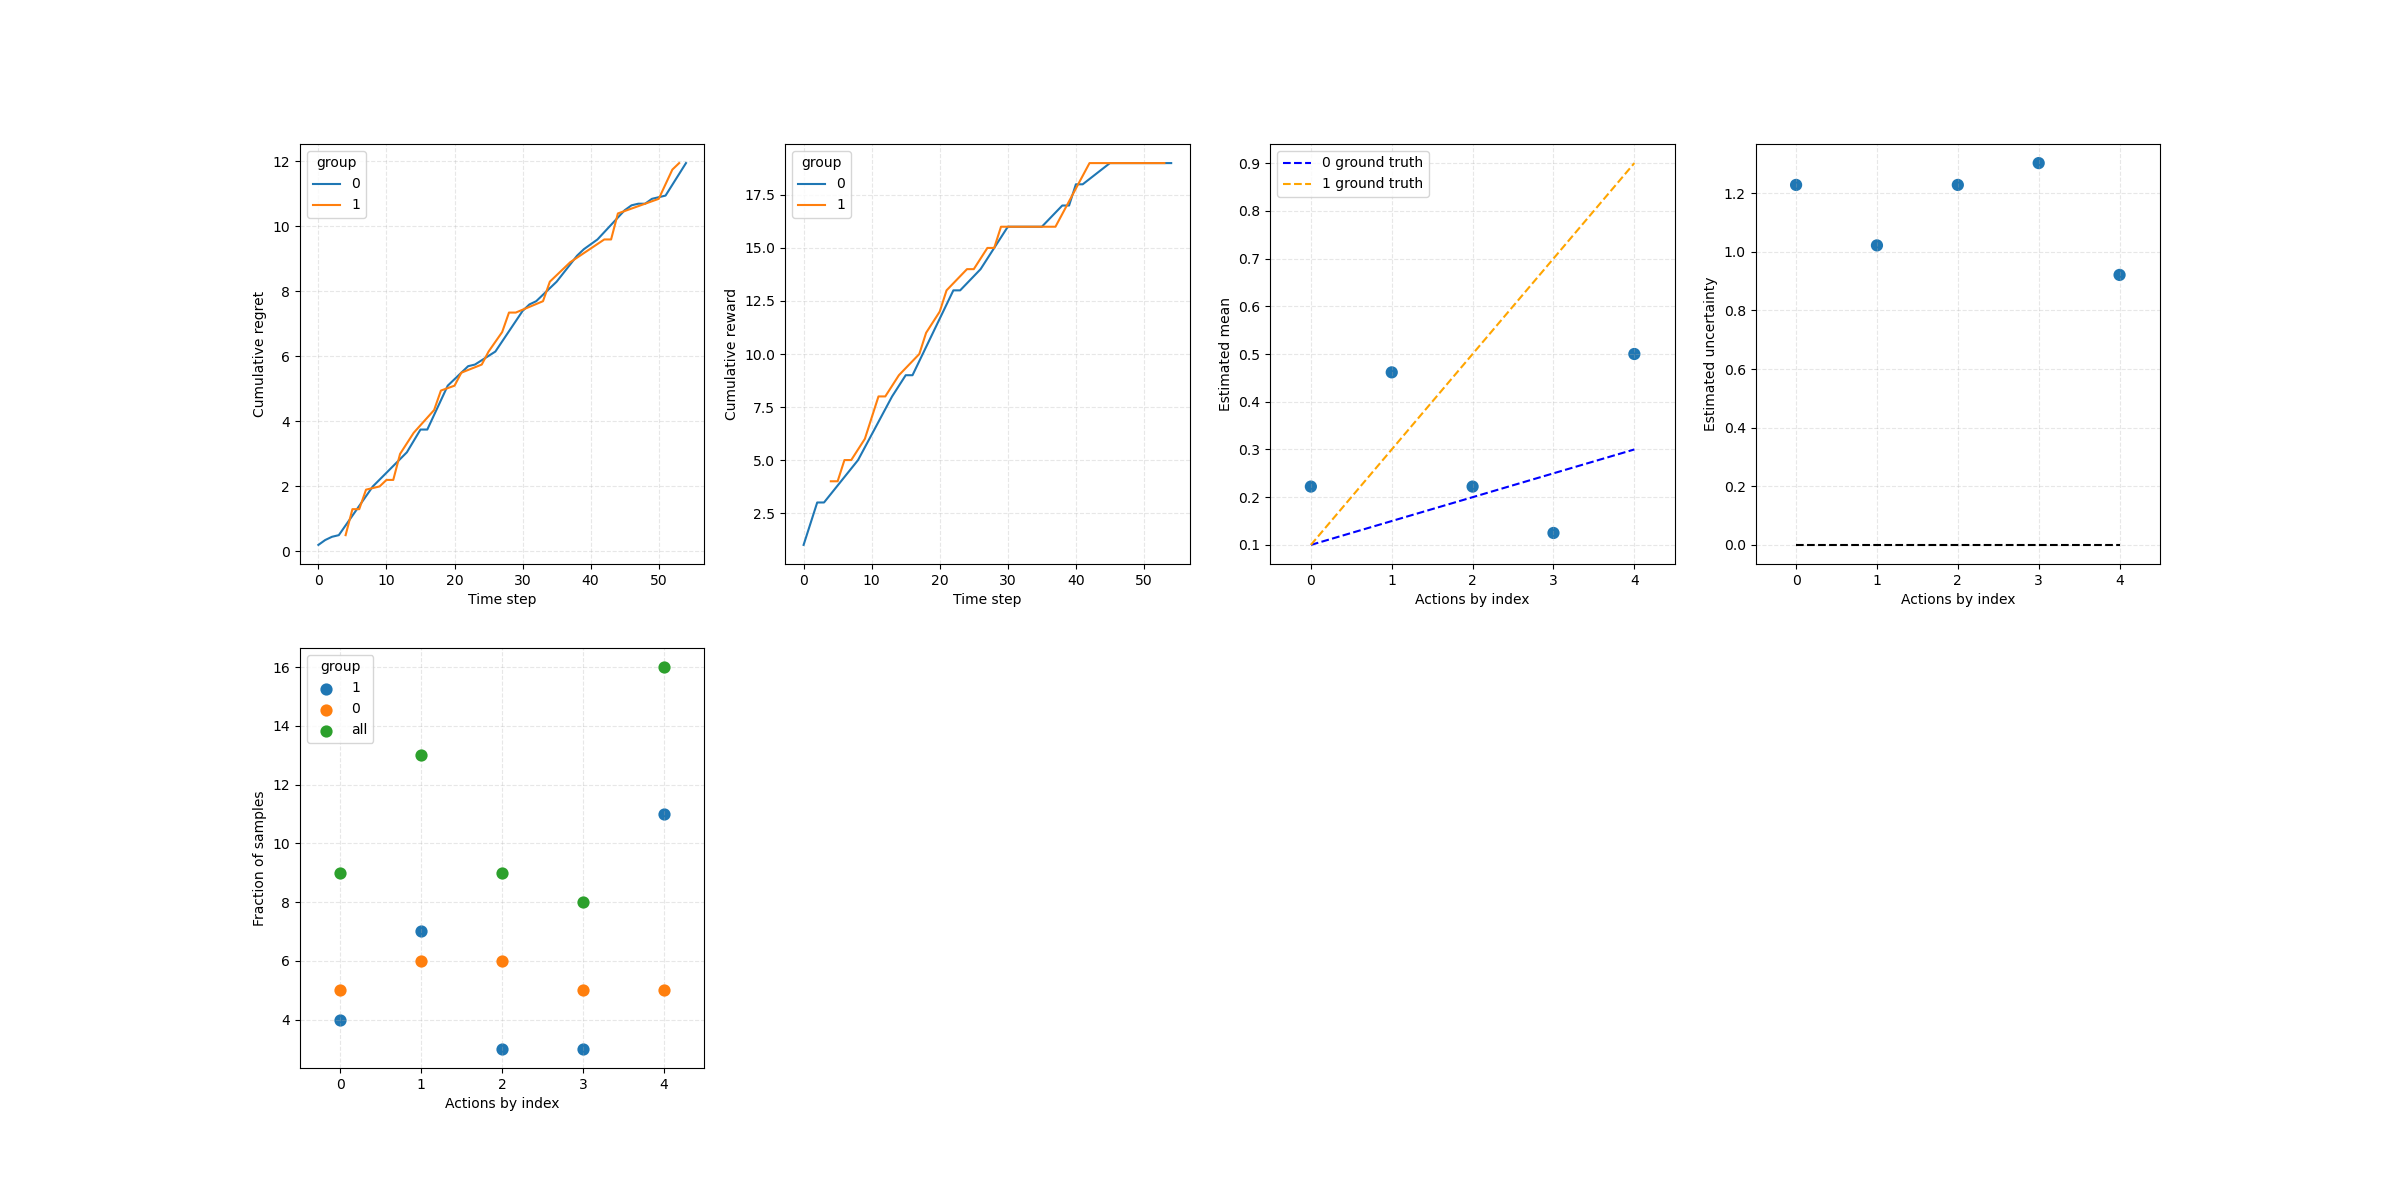 Cumulative regret
12
10
8
6
4
2
0
group
0
1
0 10 20 30 40 50
Time step
Cumulative reward
17.5
15.0
12.5
10.0
7.5
5.0
2.5
group
0
1
0 10 20 30 40 50
Time step
Estimated mean
0.9
0.8
0.7
0.6
0.5
0.4
0.3
0.2
0.1
0 ground truth
1 ground truth
0 1 2 3 4
Actions by index
Estimated uncertainty
1.2
1.0
0.8
0.6
0.4
0.2
0.0
0 1 2 3 4
Actions by index
Fraction of samples
16
14
12
10
8
6
4
group
1
0
all
0 1 2 3 4
Actions by index